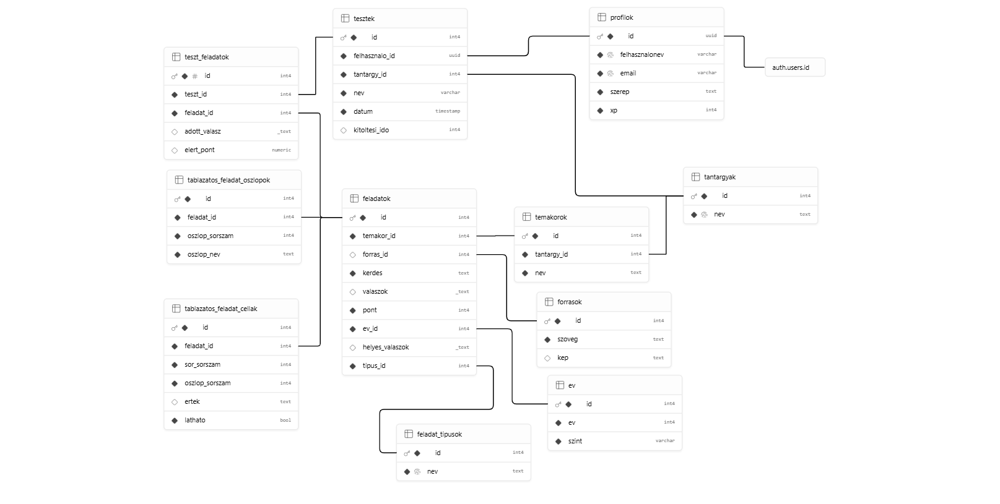 teszt_feladatok
# id int4
teszt_id int4
feladat_id int4
adott_valasz _text
elert_pont numeric
tesztek
id int4
felhasznalo_id uuid
tantargy_id int4
nev varchar
datum timestamp
kitoltesi_ido int4
profilok
id uuid
felhasznalonev varchar
email varchar
szerep text
xp int4
auth.users.id
tablazatos_feladat_oszlopok
id int4
feladat_id int4
oszlop_sorszam int4
oszlop_nev text
feladatok
id int4
temakor_id int4
forras_id int4
kerdes text
valaszok _text
pont int4
ev_id int4
helyes_valaszok _text
tipus_id int4
temakorok
id int4
tantargy_id int4
nev text
tantargyak
id int4
nev text
tablazatos_feladat_cellak
id int4
feladat_id int4
sor_sorszam int4
oszlop_sorszam int4
ertek text
lathato bool
forrasok
id int4
szoveg text
kep text
ev
id int4
ev int4
szint varchar
feladat_tipusok
id int4
nev text